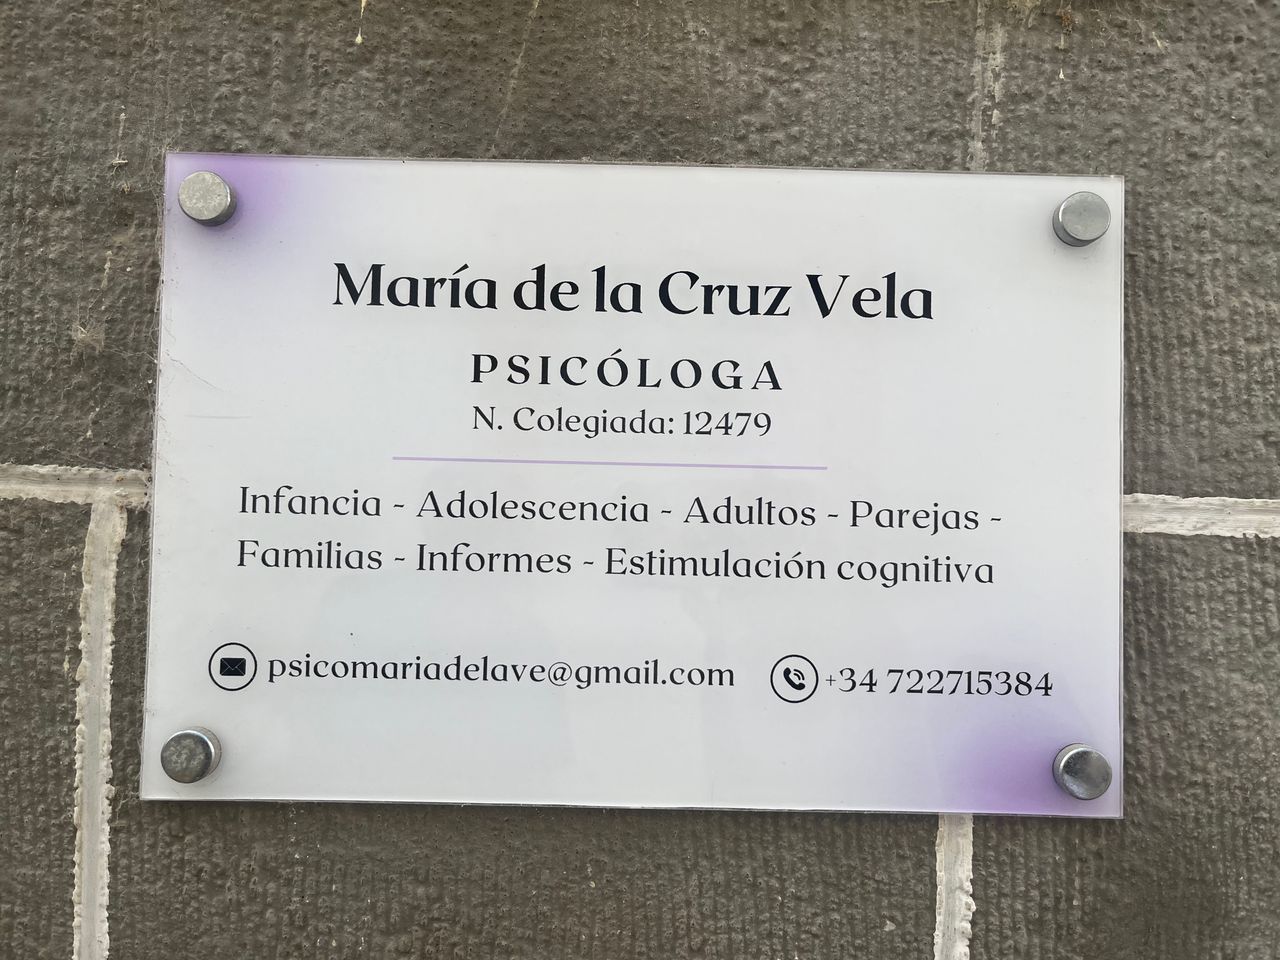 María de la Cruz Vela
PSICÓLOGA
N. Colegiada: 12479
Infancia - Adolescencia - Adultos - Parejas -
Familias - Informes - Estimulación cognitiva
psicomariadelave@gmail.com +34 722715384